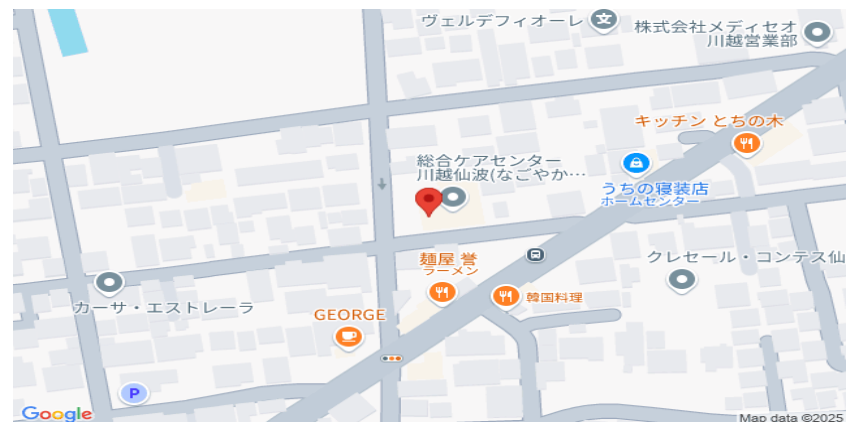 ヴェルデフィオーレ
株式会社メディセオ
川越営業部
キッチン とちの木
総合ケアセンター
川越仙波(なごやか…
うちの寝装店
ホームセンター
麺屋 誉
ラーメン
クレセール・コンテス仙
韓国料理
カーサ・エストレーラ
GEORGE
P
Google
Map data ©2025